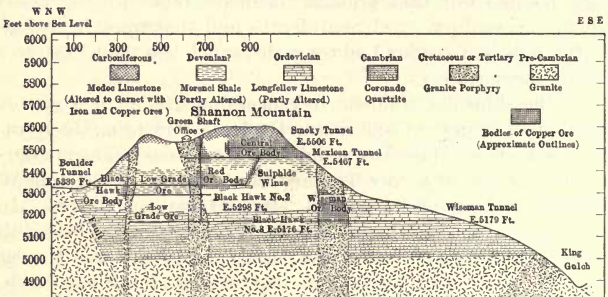 W N W
Feet above Sea Level
E S E
100 300 500 700 900
6000
5900
5800
5700
5600
5500
5400
5300
5200
5100
5000
4900
Carboniferous
Devonian?
Ordovician
Cambrian
Cretaceous or Tertiary
Pre-Cambrian
Modoc Limestone
(Altered to Garnet with
Iron and Copper Ores)
Morenci Shale
(Partly Altered)
Longfellow Limestone
(Partly Altered)
Coronado
Quartzite
Granite Porphyry
Granite
Bodies of Copper Ore
(Approximate Outlines)
Shannon Mountain
Green Shaft
Office
Smoky Tunnel
E.5506 Ft.
Central
Ore Body
Mexican Tunnel
E.5467 Ft.
Boulder
Tunnel
E.5389 Ft.
Black
Hawk
Ore Body
Low Grade
Ore
Red
Ore Body
Sulphide
Winze
Low
Grade Ore
Black Hawk No.2
E.5298 Ft.
Wiseman
Ore Body
Wiseman Tunnel
E.5179 Ft.
Black Hawk
No.3 E.5176 Ft.
Fault
King
Gulch